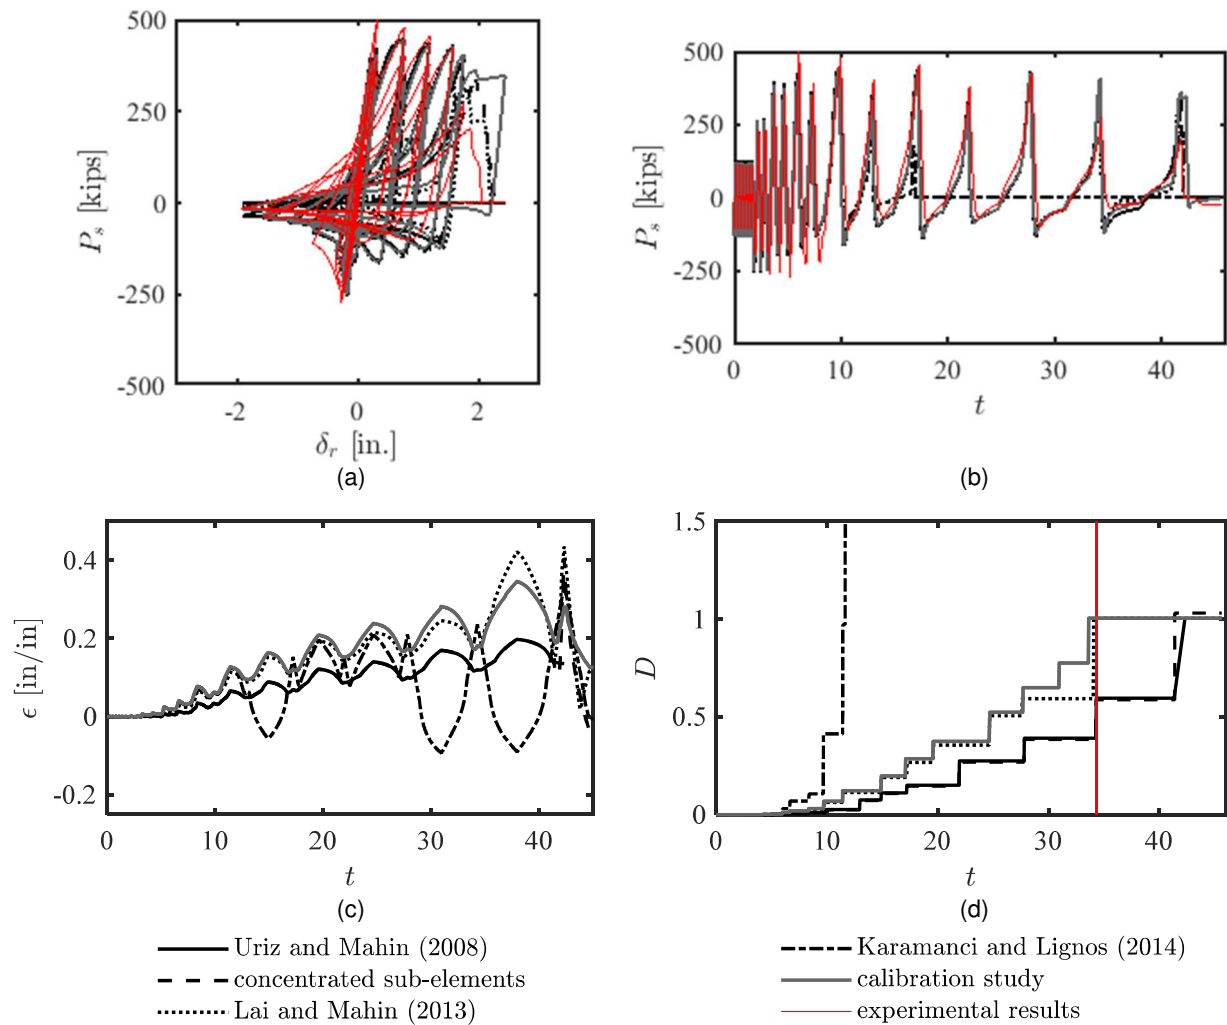 500
250
0
-250
-500
P_s [kips]
-2 0 2
δ_r [in.]
(a)
500
250
0
-250
-500
P_s [kips]
0 10 20 30 40
t
(b)
0.4
0.2
0
-0.2
ϵ [in/in]
0 10 20 30 40
t
(c)
1.5
1
0.5
0
D
0 10 20 30 40
t
(d)
Uriz and Mahin (2008)
concentrated sub-elements
Lai and Mahin (2013)
Karamanci and Lignos (2014)
calibration study
experimental results